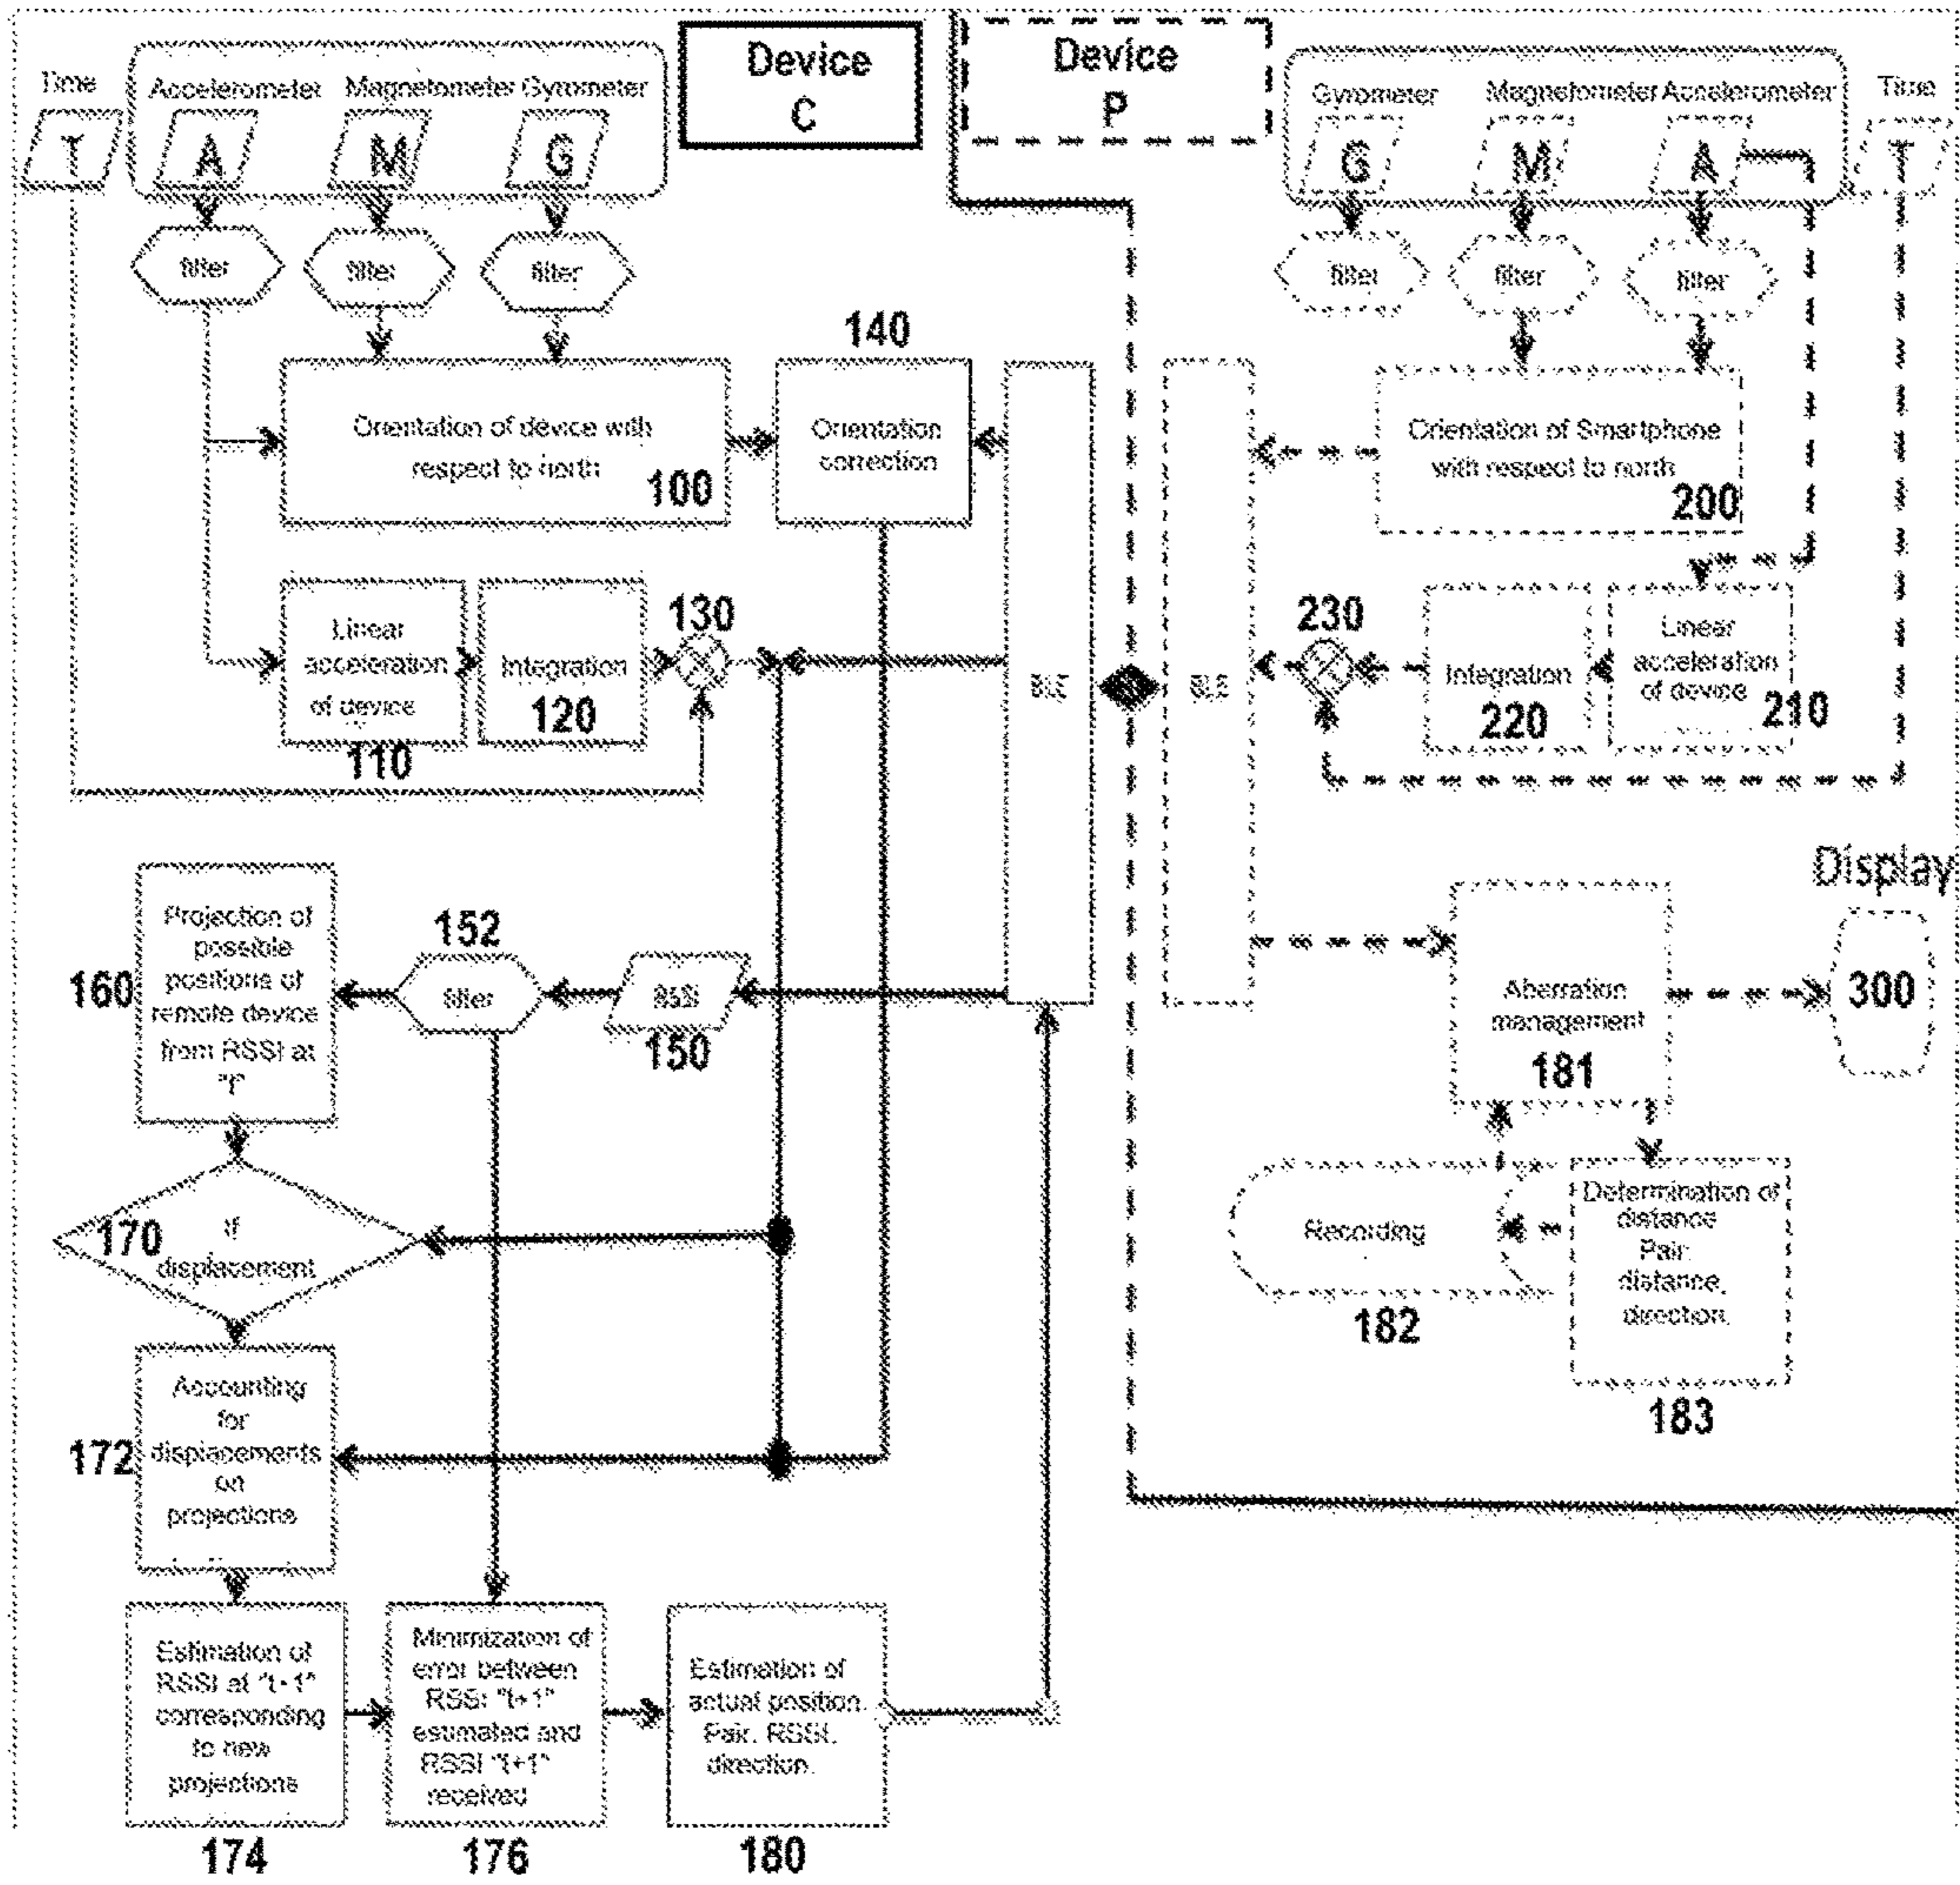 Device
C
Device
P
Time
Accelerometer
Magnetometer
Gyrometer
T
A
M
G
Gyrometer
Magnetometer
Accelerometer
Time
G
M
A
T
filter
filter
filter
filter
filter
filter
140
Orientation of device with
respect to north
100
Orientation
correction
Orientation of Smartphone
with respect to north
200
Linear
acceleration
of device
110
Integration
120
130
BLE
BLE
230
Integration
220
Linear
acceleration
of device
210
Display
300
160
Projection of
possible
positions of
remote device
from RSSI at
"t"
152
filter
RSSI
150
Aberration
management
181
170
If
displacement
Recording
182
Determination of
distance
Pair.
distance,
direction.
183
172
Accounting
for
displacements
on
projections
Estimation of
RSSI at "t+1"
corresponding
to new
projections
174
Minimization of
error between
RSSI "t+1"
estimated and
RSSI "t+1"
received
176
Estimation of
actual position.
Pair. RSSI,
direction.
180